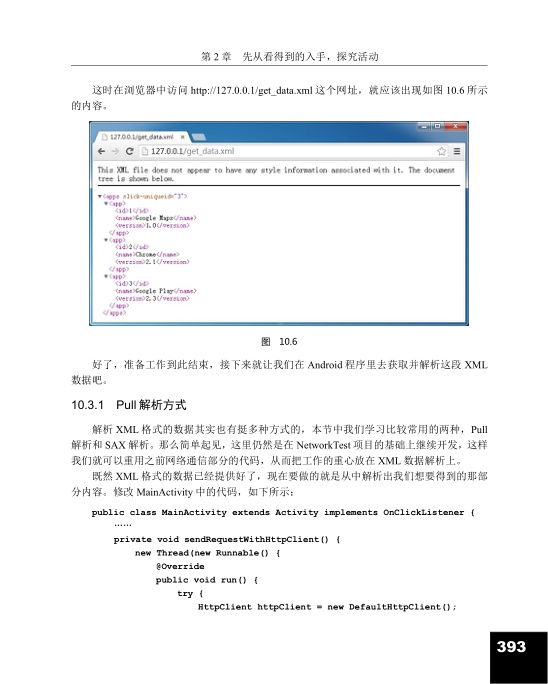 第 2 章 先从看得到的入手，探究活动
这时在浏览器中访问 http://127.0.0.1/get_data.xml 这个网址，就应该出现如图 10.6 所示
的内容。
127.0.0.1/get_data.xml
127.0.0.1/get_data.xml
This XML file does not appear to have any style information associated with it. The document
tree is shown below.
▼<apps slick-uniqueid="3">
▼<app>
<id>1</id>
<name>Google Maps</name>
<version>1.0</version>
</app>
▼<app>
<id>2</id>
<name>Chrome</name>
<version>2.1</version>
</app>
▼<app>
<id>3</id>
<name>Google Play</name>
<version>2.3</version>
</app>
</apps>
图 10.6
好了，准备工作到此结束，接下来就让我们在 Android 程序里去获取并解析这段 XML
数据吧。
10.3.1 Pull 解析方式
解析 XML 格式的数据其实也有挺多种方式的，本节中我们学习比较常用的两种，Pull
解析和 SAX 解析。那么简单起见，这里仍然是在 NetworkTest 项目的基础上继续开发，这样
我们就可以重用之前网络通信部分的代码，从而把工作的重心放在 XML 数据解析上。
既然 XML 格式的数据已经提供好了，现在要做的就是从中解析出我们想要得到的那部
分内容。修改 MainActivity 中的代码，如下所示：
public class MainActivity extends Activity implements OnClickListener {
……
private void sendRequestWithHttpClient() {
new Thread(new Runnable() {
@Override
public void run() {
try {
HttpClient httpClient = new DefaultHttpClient();
393